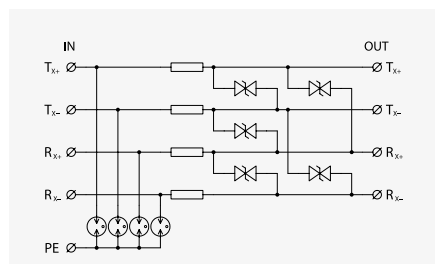 IN OUT
Tx+ Tx+
Tx– Tx–
Rx+ Rx+
Rx– Rx–
PE